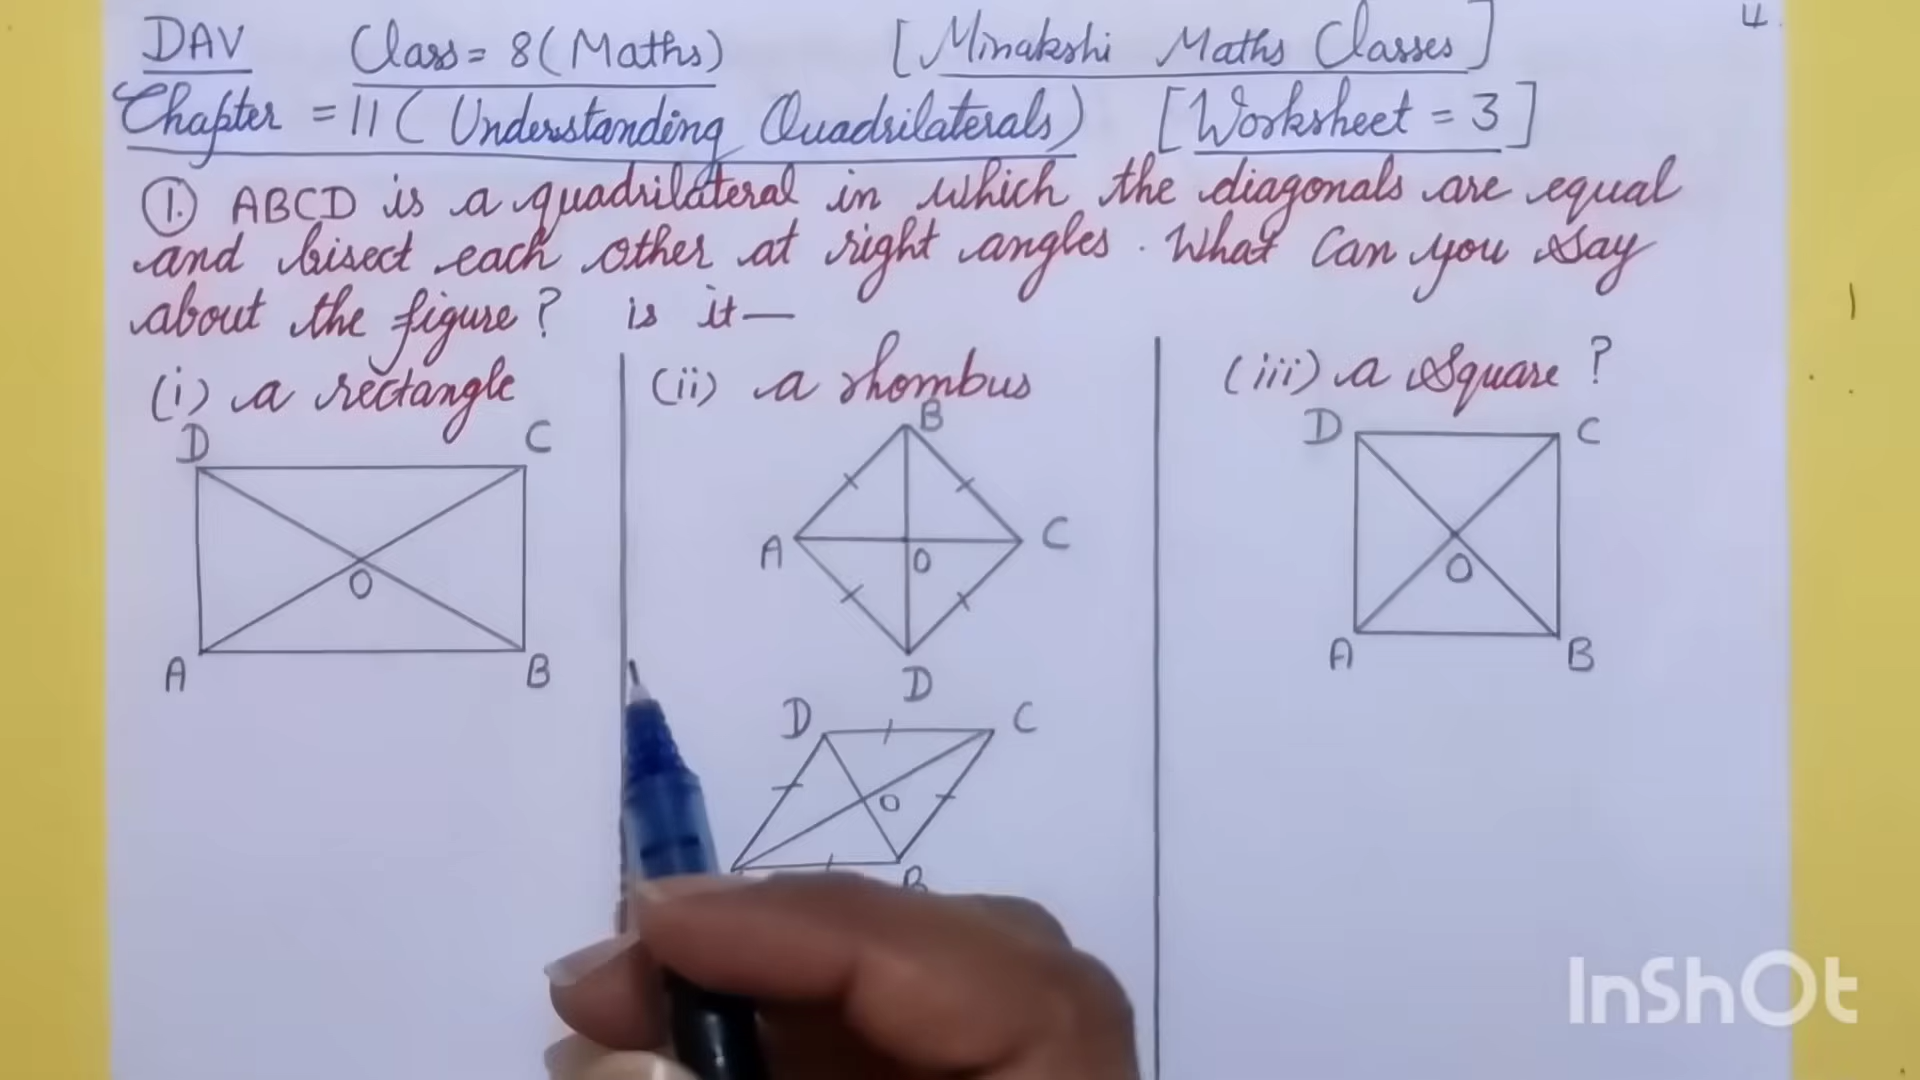 4
DAV Class = 8 (Maths) [Minakshi Maths Classes]
Chapter = 11 ( Understanding Quadrilaterals) [Worksheet = 3]
1. ABCD is a quadrilateral in which the diagonals are equal
and bisect each other at right angles. What Can you Say
about the figure? is it—
(i) a rectangle
(ii) a rhombus
(iii) a Square?
D C
O
A B
B
A C
O
D
D C
O
B
D C
O
A B
InShOt